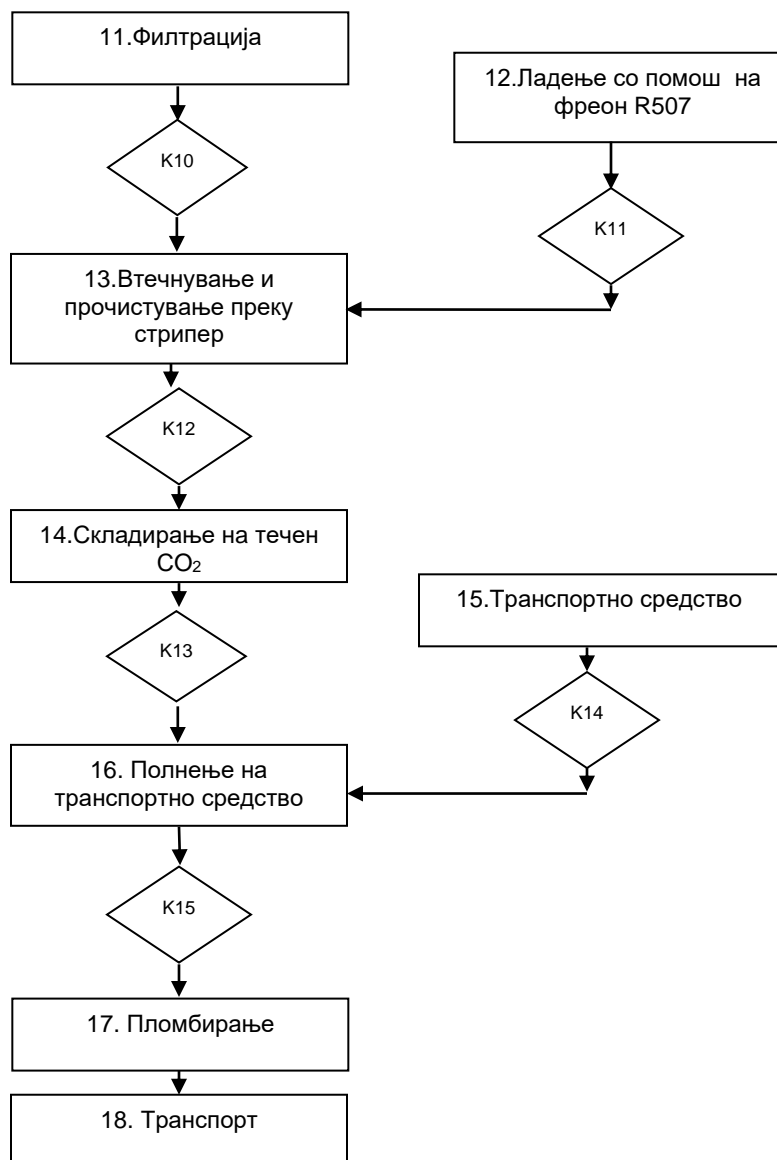 11.Филтрација
12.Ладење со помош на
фреон R507
K10
K11
13.Втечнување и
прочистување преку
стрипер
K12
14.Складирање на течен
CO₂
15.Транспортно средство
K13
K14
16. Полнење на
транспортно средство
K15
17. Пломбирање
18. Транспорт